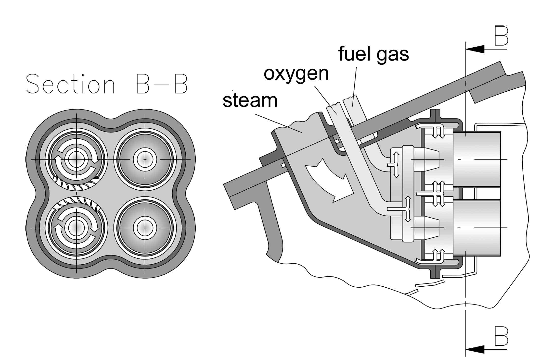 Section B-B
B
fuel gas
oxygen
steam
B